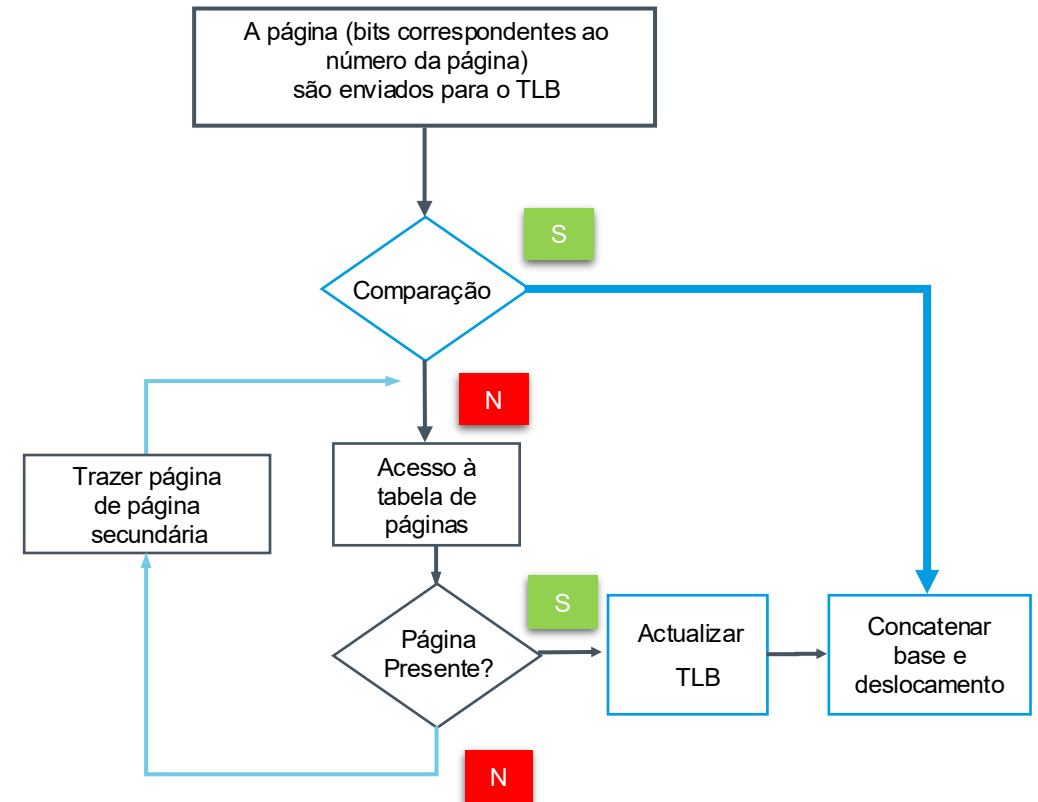 A página (bits correspondentes ao
número da página)
são enviados para o TLB
S
Comparação
N
Trazer página
de página
secundária
Acesso à
tabela de
páginas
S
Página
Presente?
Actualizar
TLB
Concatenar
base e
deslocamento
N